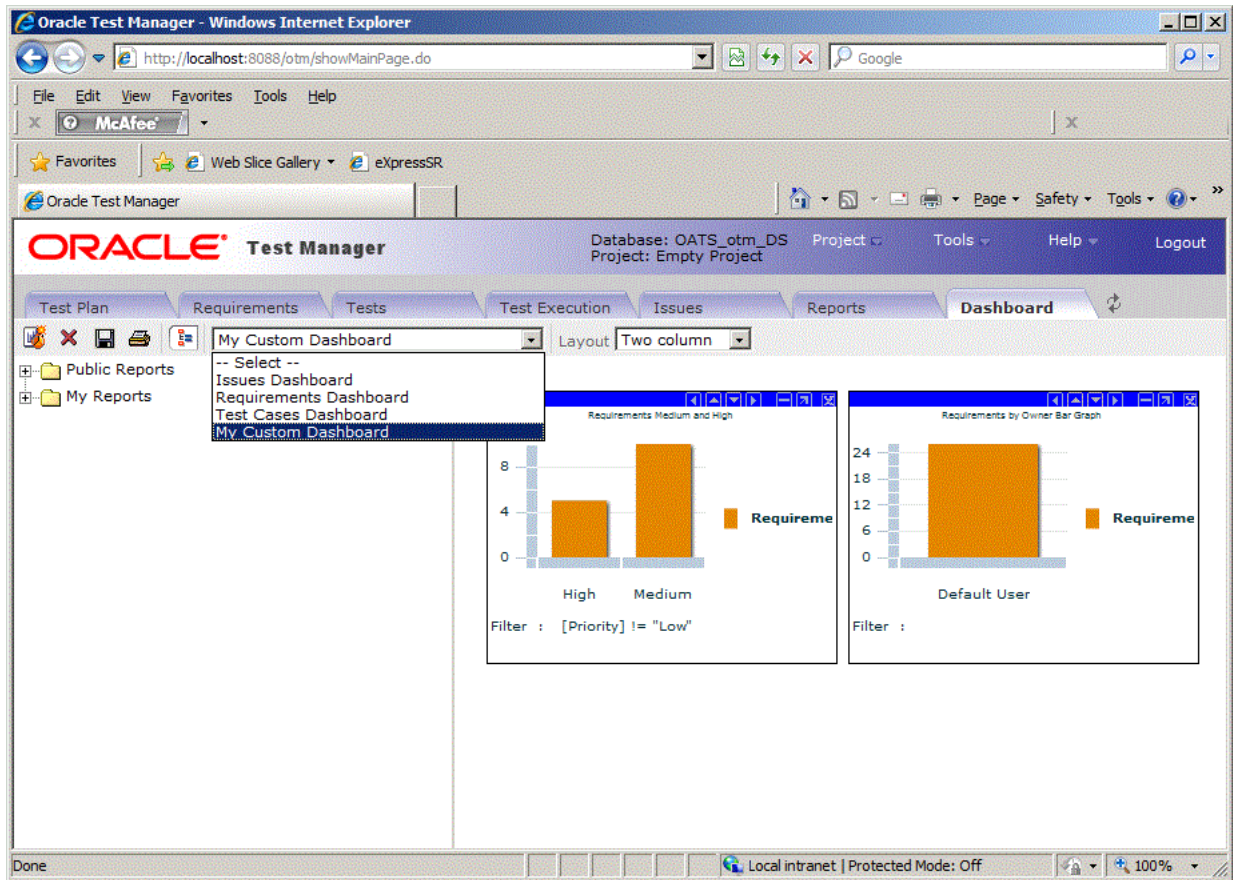 Oracle Test Manager - Windows Internet Explorer
http://localhost:8088/otm/showMainPage.do
Google
File Edit View Favorites Tools Help
McAfee
Favorites Web Slice Gallery eXpressSR
Oracle Test Manager
Page Safety Tools »
ORACLE Test Manager
Database: OATS_otm_DS
Project: Empty Project
Project Tools Help Logout
Test Plan Requirements Tests Test Execution Issues Reports Dashboard
My Custom Dashboard
Layout Two column
Public Reports
My Reports
-- Select --
Issues Dashboard
Requirements Dashboard
Test Cases Dashboard
My Custom Dashboard
Requirements Medium and High
8
4
0
High Medium
Requireme
Filter : [Priority] != "Low"
Requirements by Owner Bar Graph
24
18
12
6
0
Default User
Requireme
Filter :
Done
Local intranet | Protected Mode: Off
100%